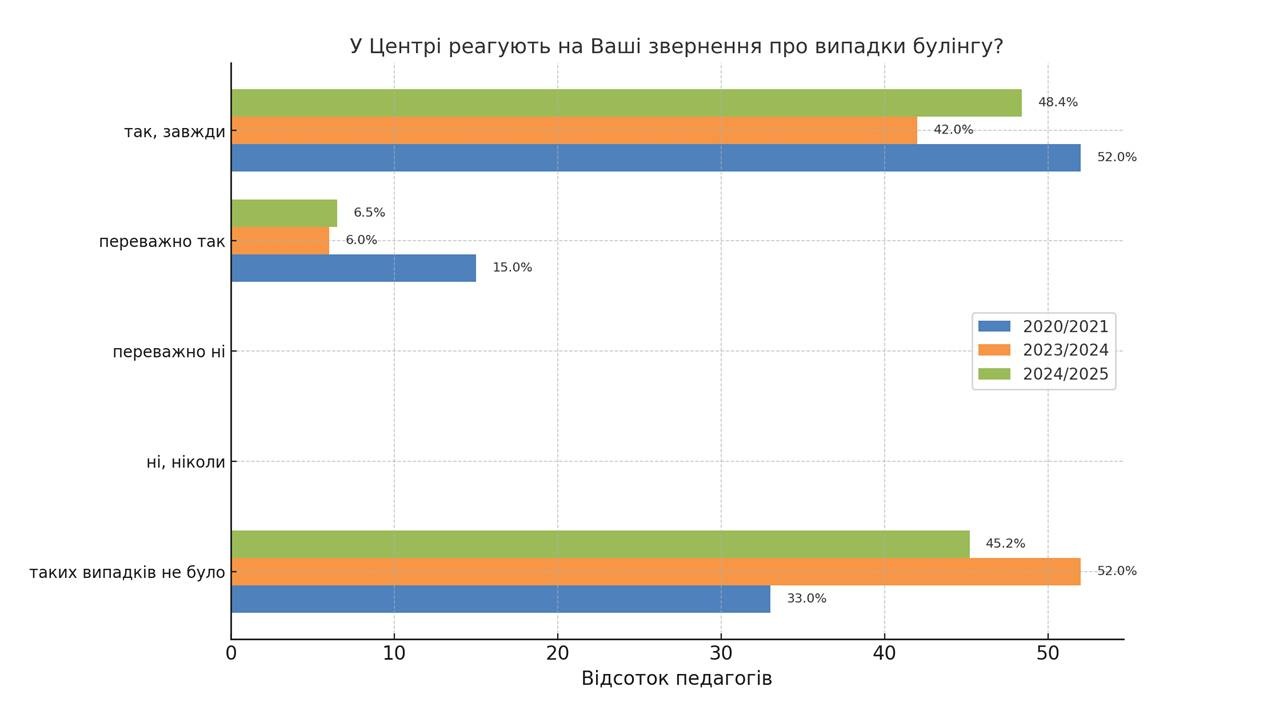 У Центрі реагують на Ваші звернення про випадки булінгу?
так, завжди
48.4%
42.0%
52.0%
переважно так
6.5%
6.0%
15.0%
переважно ні
2020/2021
2023/2024
2024/2025
ні, ніколи
таких випадків не було
45.2%
52.0%
33.0%
0 10 20 30 40 50
Відсоток педагогів